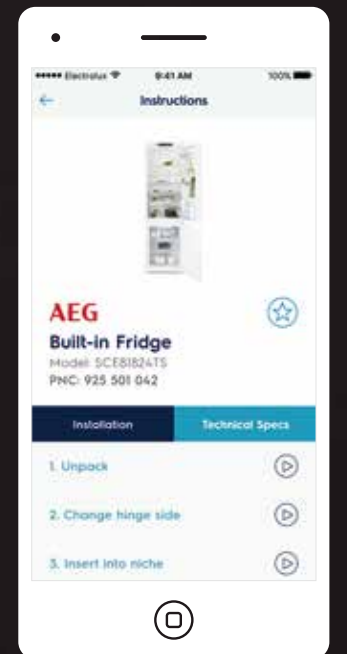 Electrolux 9:41 AM 100%
Instructions
AEG
Built-in Fridge
Model: SCE81824TS
PNC: 925 501 042
Installation Technical Specs
1. Unpack
2. Change hinge side
3. Insert into niche